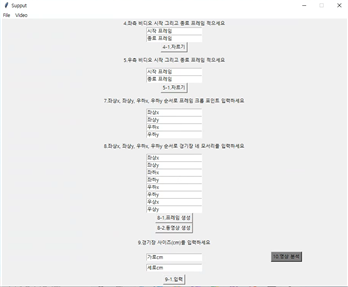 Supput
File Video
4.좌측 비디오 시작 그리고 종료 프레임 적으세요
시작 프레임
종료 프레임
4-1.자르기
5.우측 비디오 시작 그리고 종료 프레임 적으세요
시작 프레임
종료 프레임
5-1.자르기
7.좌상x, 좌상y, 우하x, 우하y 순서로 프레임 크롭 포인트 입력하세요
좌상x
좌상y
우하x
우하y
8.좌상x, 좌상y, 우하x, 우하y 순서로 경기장 네 모서리를 입력하세요
좌상x
좌상y
좌하x
좌하y
우하x
우하y
우상x
우상y
8-1.프레임 생성
8-2.동영상 생성
9.경기장 사이즈(cm)를 입력하세요
가로cm
10.영상 분석
세로cm
9-1.입력